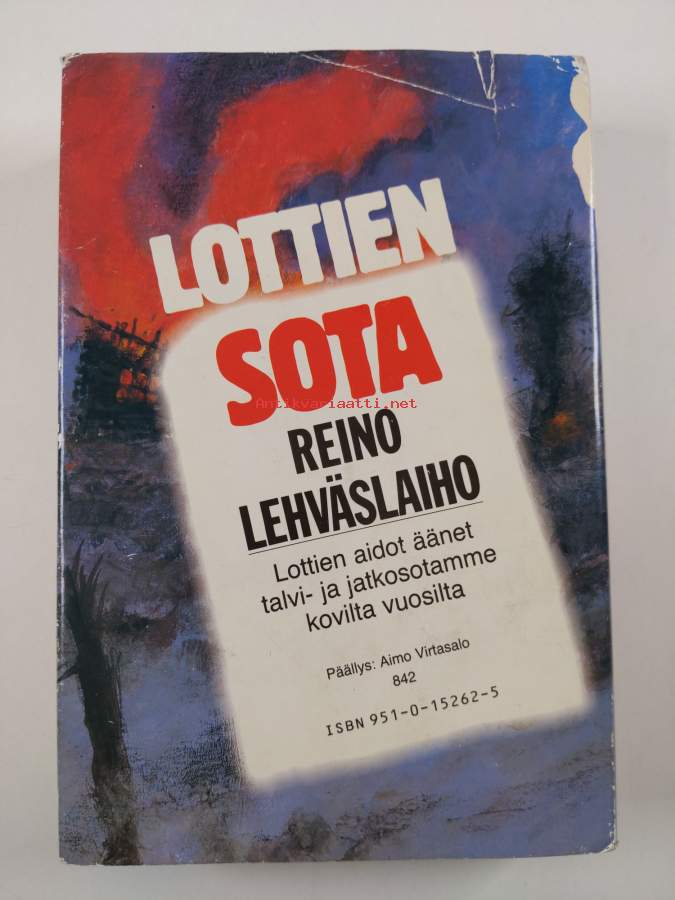 LOTTIEN
SOTA
Antikvariaatti.net
REINO
LEHVÄSLAIHO
Lottien aidot äänet
talvi- ja jatkosotamme
kovilta vuosilta
Päällys: Aimo Virtasalo
842
ISBN 951-0-15262-5